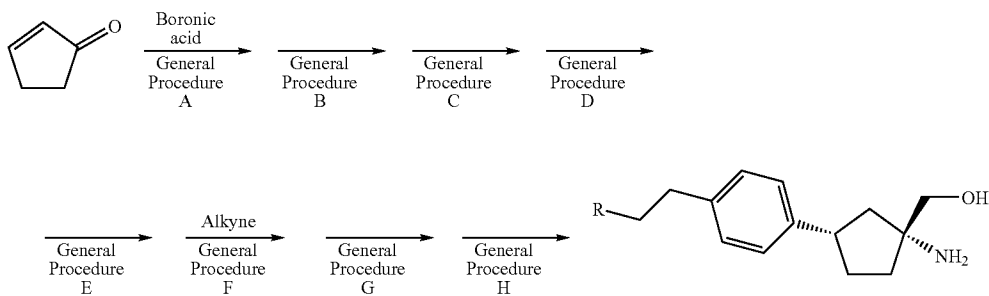 O
Boronic
acid
General
Procedure
A
General
Procedure
B
General
Procedure
C
General
Procedure
D
General
Procedure
E
Alkyne
General
Procedure
F
General
Procedure
G
General
Procedure
H
R
OH
NH2